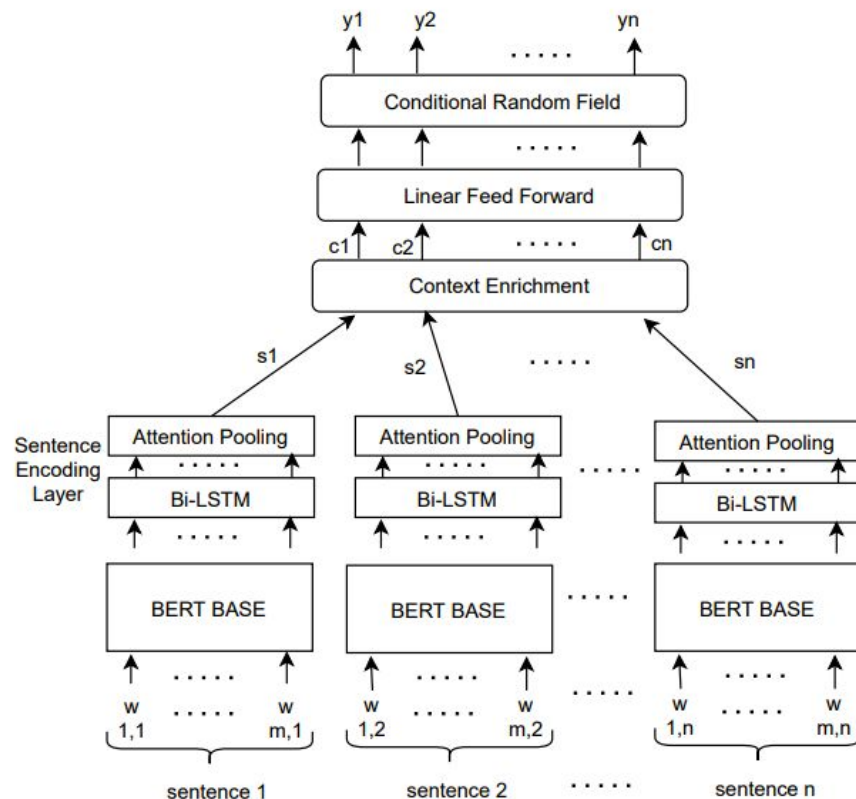 y1 y2 ..... yn
Conditional Random Field
.....
Linear Feed Forward
c1 c2 ..... cn
Context Enrichment
s1 s2 ..... sn
Attention Pooling Attention Pooling Attention Pooling
Sentence
Encoding
Layer
..... ..... ..... .....
Bi-LSTM Bi-LSTM Bi-LSTM
..... ..... .....
BERT BASE BERT BASE ..... BERT BASE
..... ..... .....
w ..... w w ..... w ..... w ..... w
1,1 m,1 1,2 m,2 1,n m,n
sentence 1 sentence 2 ..... sentence n